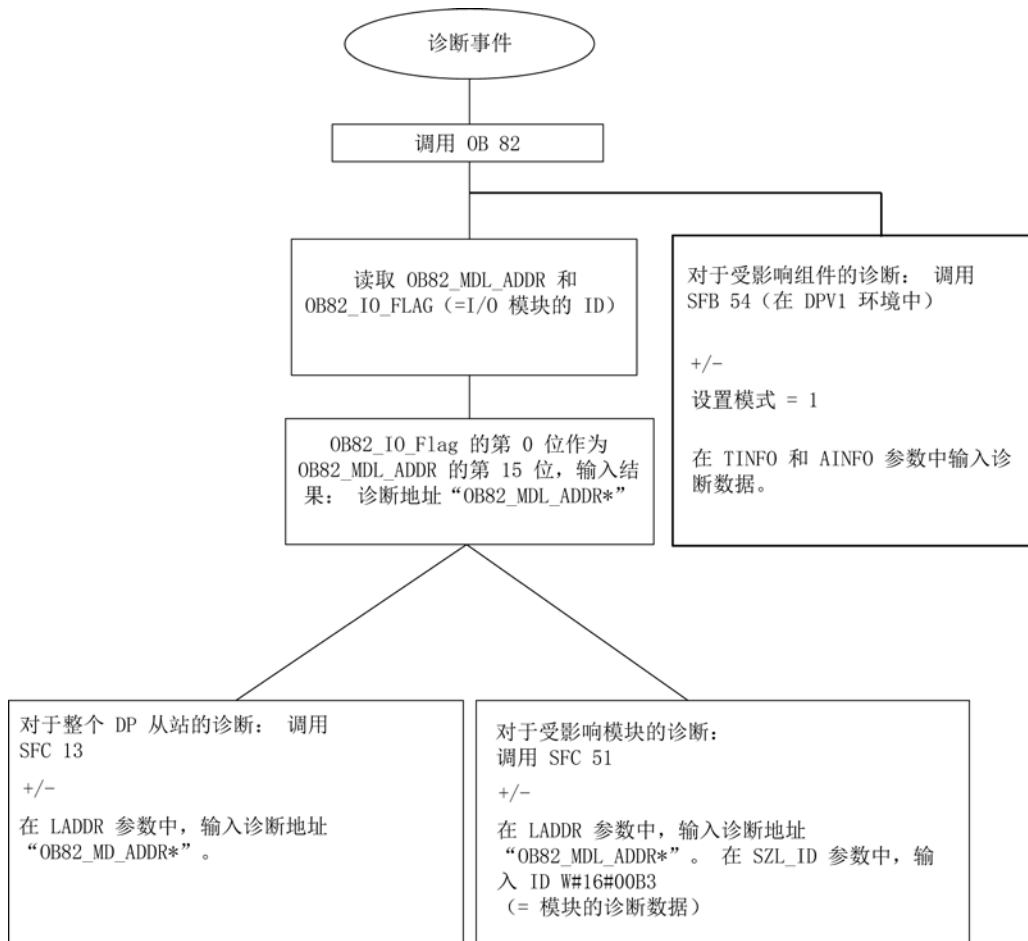 诊断事件
调用 OB 82
读取 OB82_MDL_ADDR 和
OB82_IO_FLAG（=I/O 模块的 ID）
对于受影响组件的诊断： 调用
SFB 54（在 DPV1 环境中）
+/-
设置模式 = 1
在 TINFO 和 AINFO 参数中输入诊
断数据。
OB82_IO_Flag 的第 0 位作为
OB82_MDL_ADDR 的第 15 位，输入结
果： 诊断地址“OB82_MDL_ADDR*”
对于整个 DP 从站的诊断： 调用
SFC 13
+/-
在 LADDR 参数中，输入诊断地址
“OB82_MD_ADDR*”。
对于受影响模块的诊断：
调用 SFC 51
+/-
在 LADDR 参数中，输入诊断地址
“OB82_MDL_ADDR*”。 在 SZL_ID 参数中，输
入 ID W#16#00B3
（= 模块的诊断数据）